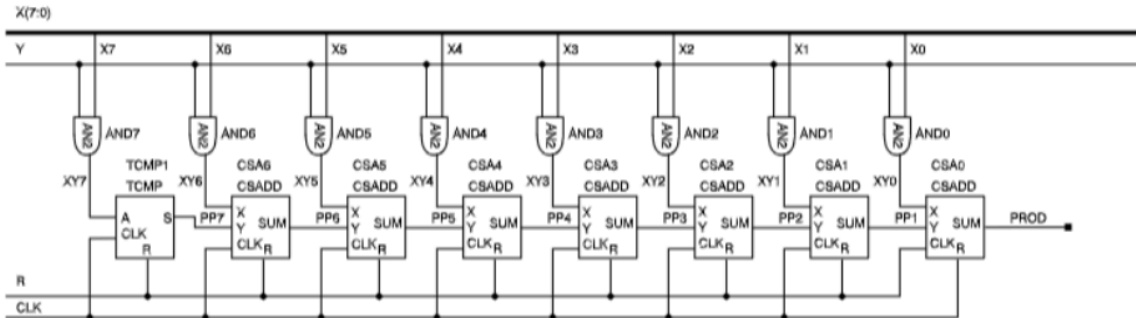 X(7:0)
Y X7 X6 X5 X4 X3 X2 X1 X0
AN2 AND7 AN2 AND6 AN2 AND5 AN2 AND4 AN2 AND3 AN2 AND2 AN2 AND1 AN2 AND0
TCMP1 CSA6 CSA5 CSA4 CSA3 CSA2 CSA1 CSA0
XY7 TCMP XY6 CSADD XY5 CSADD XY4 CSADD XY3 CSADD XY2 CSADD XY1 CSADD XY0 CSADD
A S PP7 X SUM PP6 X SUM PP5 X SUM PP4 X SUM PP3 X SUM PP2 X SUM PP1 X SUM PROD
Y Y Y Y Y Y Y
CLK CLK CLK CLK CLK CLK CLK CLK
R R R R R R R R
R
CLK